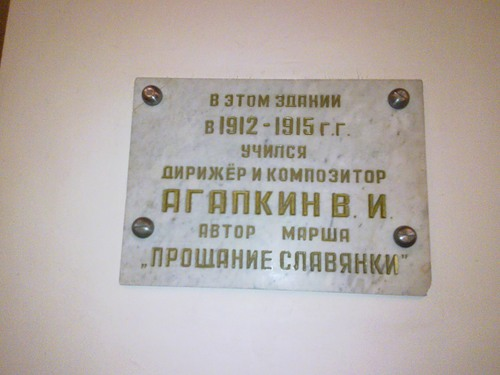 В ЭТОМ ЗДАНИИ
в 1912-1915 г.г.
УЧИЛСЯ
ДИРИЖЁР И КОМПОЗИТОР
АГАПКИН В. И.
АВТОР МАРША
„ПРОЩАНИЕ СЛАВЯНКИ"